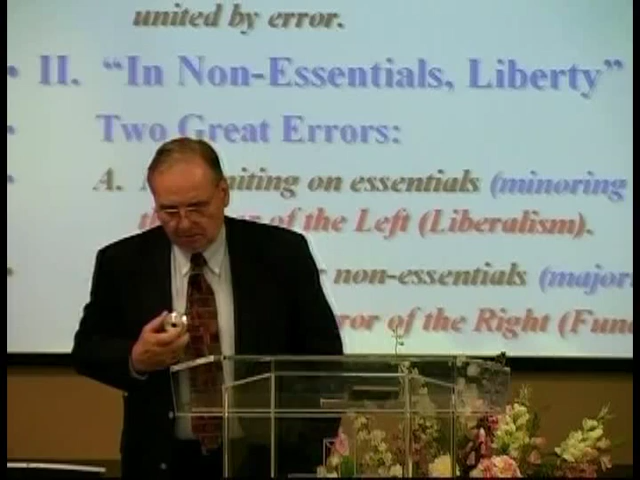 united by error.
• II. “In Non-Essentials, Liberty”
• Two Great Errors:
• A. niting on essentials (minoring
of the Left (Liberalism).
• non-essentials (major
ror of the Right (Fun